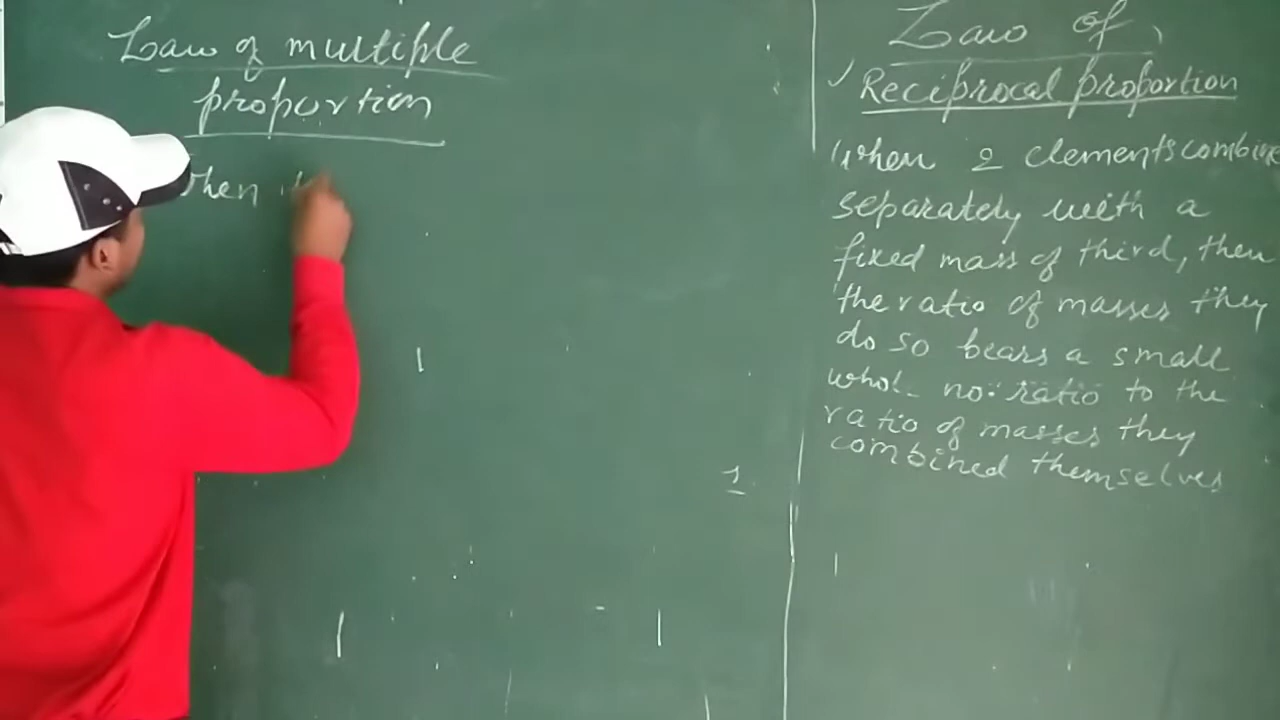 Law of multiple
proportion
when
1
Law of
✓ Reciprocal proportion
when 2 elements combine
separately with a
fixed mass of third, then
the ratio of masses they
do so bears a small
whol- no: ratio to the
ratio of masses they
combined themselves